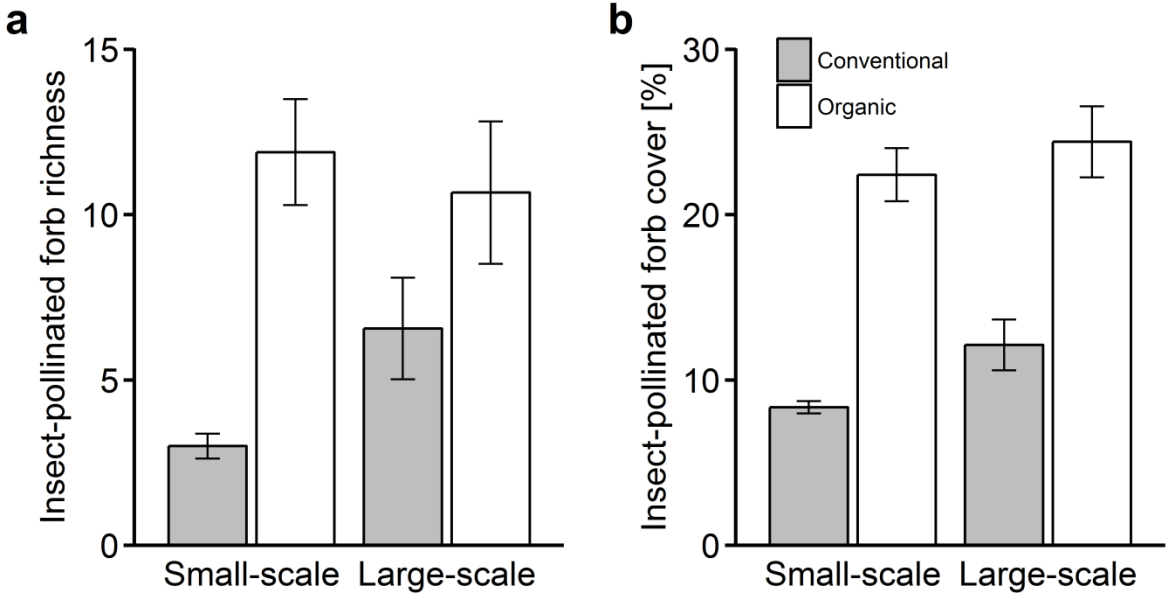 a
Insect-pollinated forb richness
15
10
5
0
Small-scale Large-scale
b
Insect-pollinated forb cover [%]
30
20
10
0
Conventional
Organic
Small-scale Large-scale